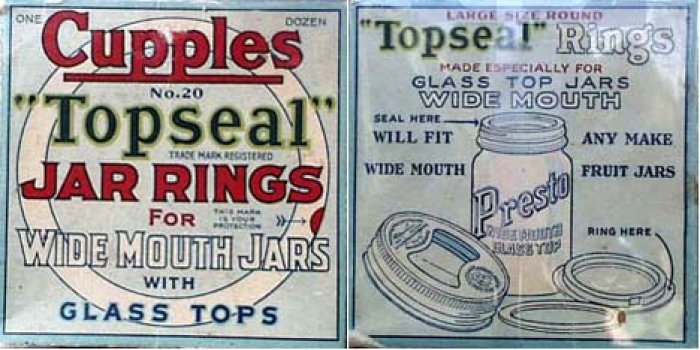 ONE DOZEN
Cupples
No.20
"Topseal"
TRADE MARK REGISTERED
JAR RINGS
FOR
THIS MARK
IS YOUR
PROTECTION
WIDE MOUTH JARS
WITH
GLASS TOPS
LARGE SIZE ROUND
"Topseal" Rings
MADE ESPECIALLY FOR
GLASS TOP JARS
WIDE MOUTH
SEAL HERE
WILL FIT ANY MAKE
WIDE MOUTH FRUIT JARS
Presto
WIDE MOUTH
GLASS TOP
RING HERE